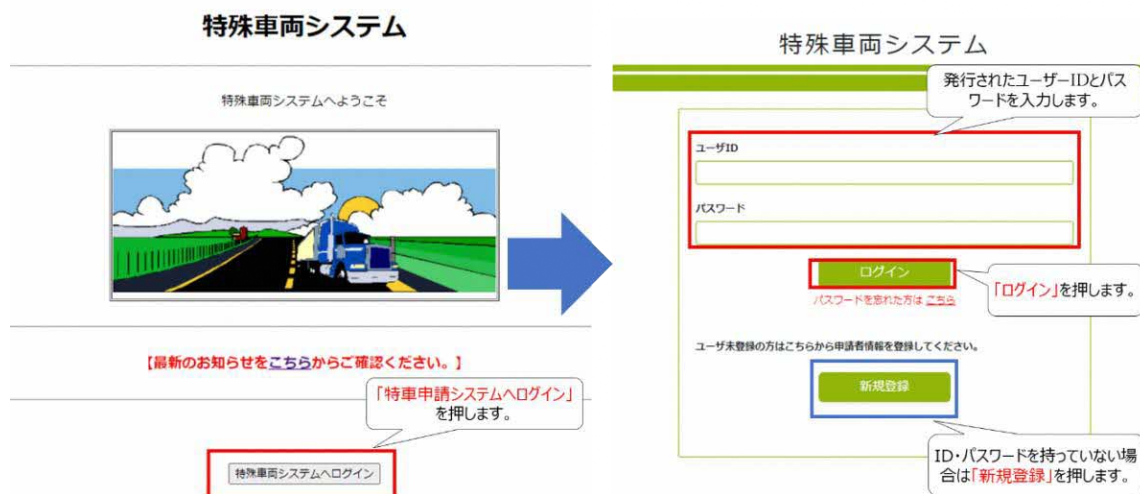 特殊車両システム
特殊車両システムへようこそ
【最新のお知らせをこちらからご確認ください。】
「特車申請システムへログイン」
を押します。
特殊車両システムへログイン
特殊車両システム
発行されたユーザーIDとパス
ワードを入力します。
ユーザID
パスワード
ログイン
「ログイン」を押します。
パスワードを忘れた方は こちら
ユーザ未登録の方はこちらから申請者情報を登録してください。
新規登録
ID・パスワードを持っていない場
合は「新規登録」を押します。